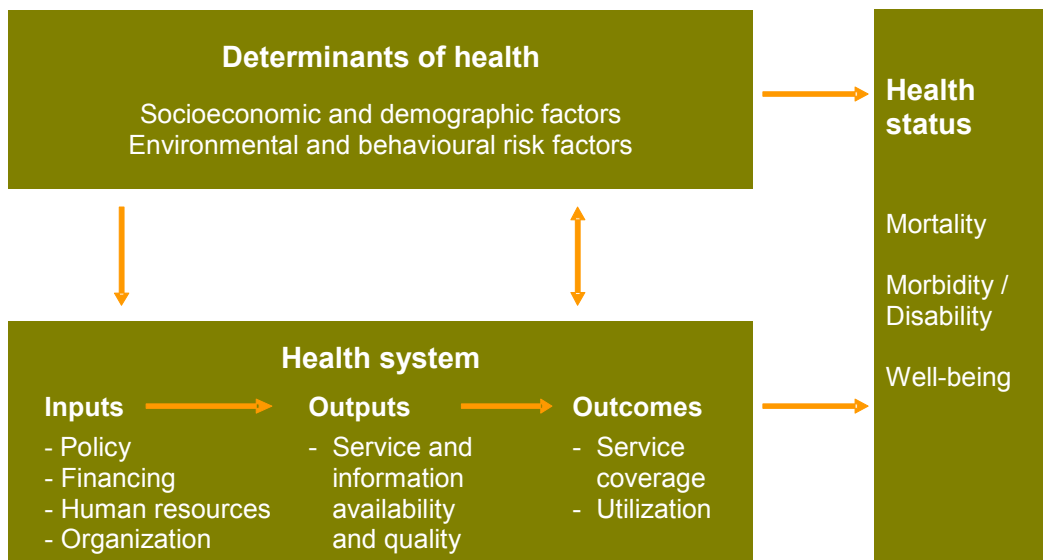 Determinants of health
Socioeconomic and demographic factors
Environmental and behavioural risk factors
Health
status
Mortality
Morbidity /
Disability
Well-being
Health system
Inputs
- Policy
- Financing
- Human resources
- Organization
Outputs
- Service and
information
availability
and quality
Outcomes
- Service
coverage
- Utilization